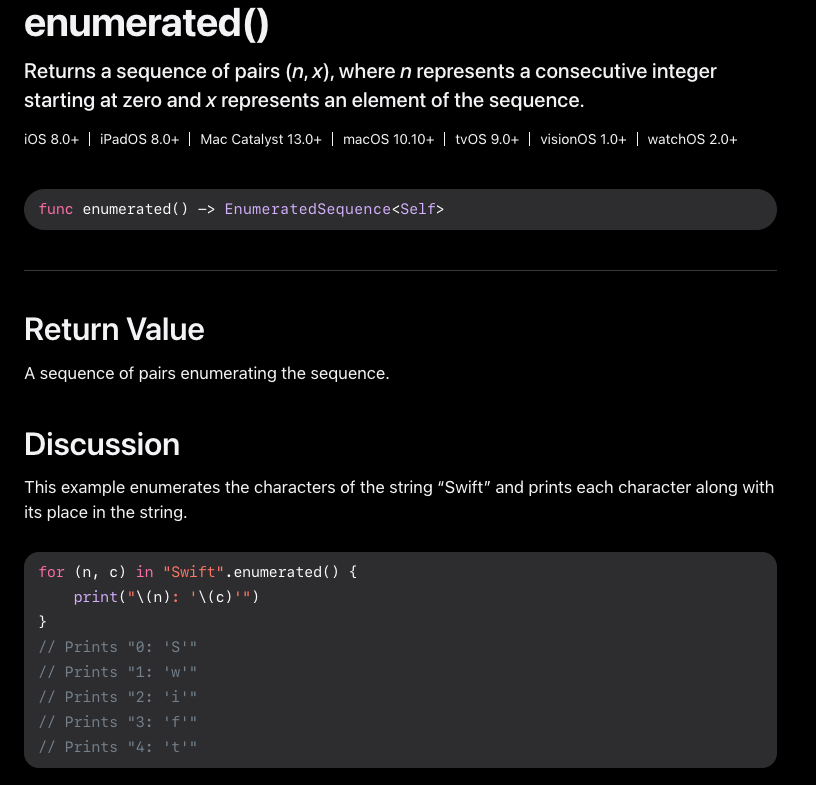 enumerated()
Returns a sequence of pairs (n, x), where n represents a consecutive integer
starting at zero and x represents an element of the sequence.
iOS 8.0+ | iPadOS 8.0+ | Mac Catalyst 13.0+ | macOS 10.10+ | tvOS 9.0+ | visionOS 1.0+ | watchOS 2.0+
func enumerated() -> EnumeratedSequence<Self>
Return Value
A sequence of pairs enumerating the sequence.
Discussion
This example enumerates the characters of the string “Swift” and prints each character along with
its place in the string.
for (n, c) in "Swift".enumerated() {
    print("\(n): '\(c)'")
}
// Prints "0: 'S'"
// Prints "1: 'w'"
// Prints "2: 'i'"
// Prints "3: 'f'"
// Prints "4: 't'"